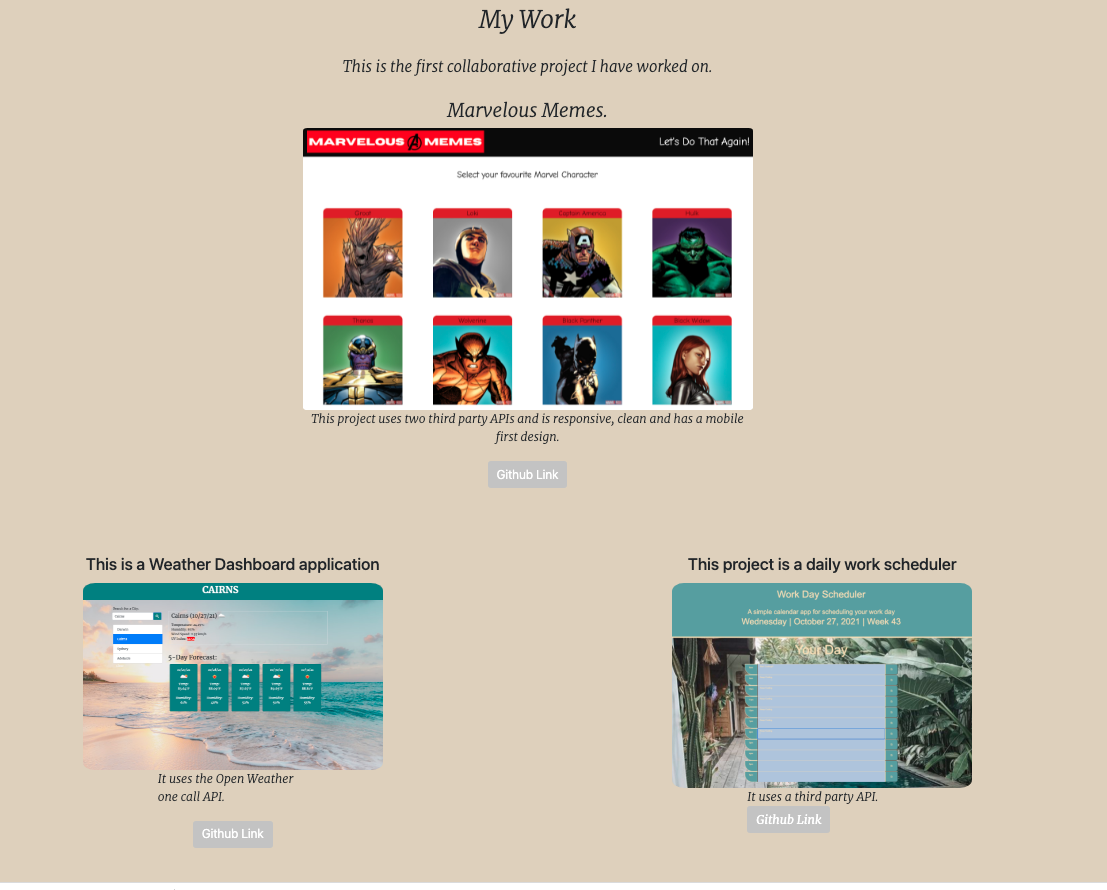 My Work
This is the first collaborative project I have worked on.
Marvelous Memes.
MARVELOUS MEMES
Let's Do That Again!
Select your favourite Marvel Character
Groot
Loki
Captain America
Hulk
Thanos
Wolverine
Black Panther
Black Widow
This project uses two third party APIs and is responsive, clean and has a mobile
first design.
Github Link
This is a Weather Dashboard application
CAIRNS
Search for a City:
Cairns (10/27/21)
5-Day Forecast:
It uses the Open Weather
one call API.
Github Link
This project is a daily work scheduler
Work Day Scheduler
A simple calendar app for scheduling your work day
Wednesday | October 27, 2021 | Week 43
Your Day
It uses a third party API.
Github Link